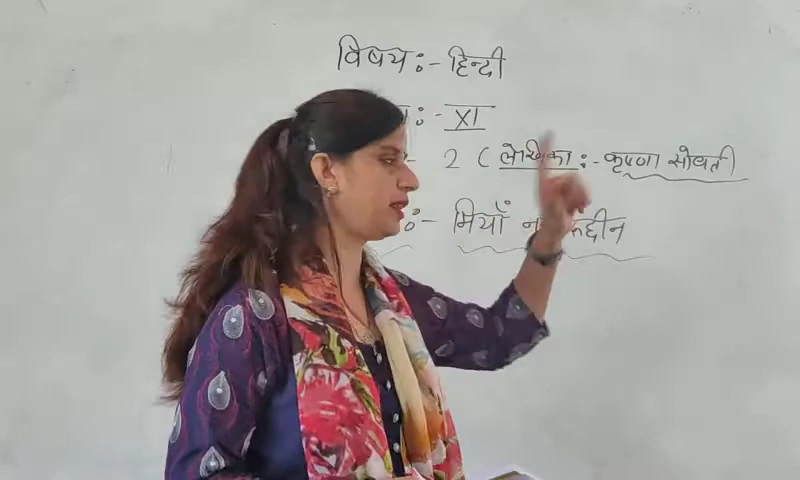 विषय :- हिन्दी
:- XI
:- 2 (लेखिका :- कृष्णा सोबती)
:- मियाँ